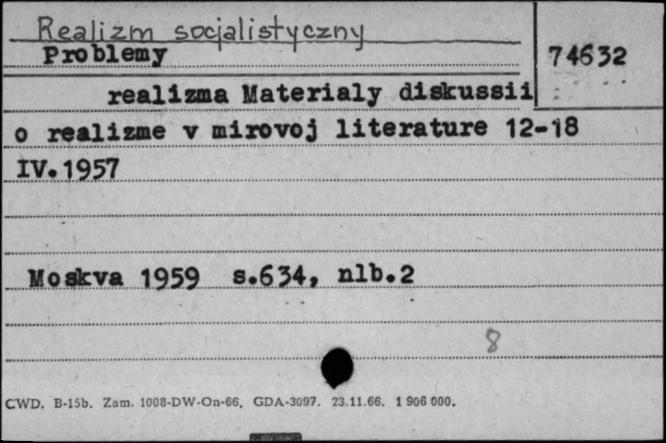 Realizm socjalistyczny
Problemy
74632
realizma Materialy diskussii
o realizme v mirovoj literature 12-18
IV.1957
Moskva 1959 s.634, nlb.2
8
CWD. B-15b. Zam. 1008-DW-On-66. GDA-3097. 23.11.66. 1 906 000.